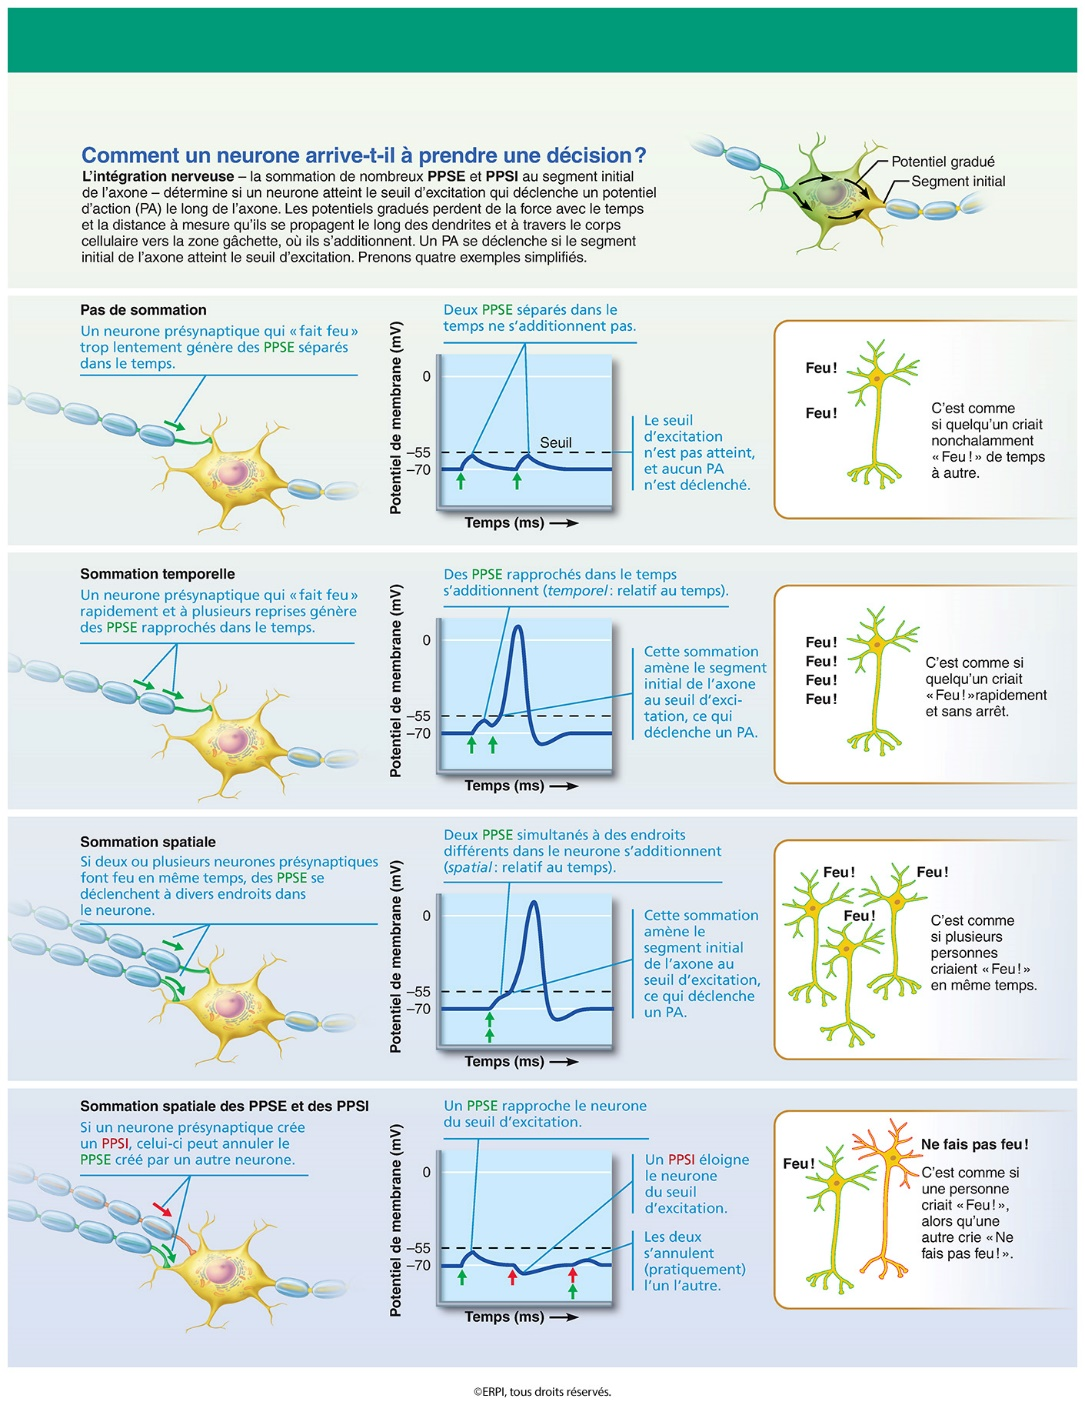 Comment un neurone arrive-t-il à prendre une décision ?
L'intégration nerveuse – la sommation de nombreux PPSE et PPSI au segment initial
de l'axone – détermine si un neurone atteint le seuil d'excitation qui déclenche un potentiel
d'action (PA) le long de l'axone. Les potentiels gradués perdent de la force avec le temps
et la distance à mesure qu'ils se propagent le long des dendrites et à travers le corps
cellulaire vers la zone gâchette, où ils s'additionnent. Un PA se déclenche si le segment
initial de l'axone atteint le seuil d'excitation. Prenons quatre exemples simplifiés.
Potentiel gradué
Segment initial
Pas de sommation
Un neurone présynaptique qui « fait feu »
trop lentement génère des PPSE séparés
dans le temps.
Deux PPSE séparés dans le
temps ne s'additionnent pas.
Potentiel de membrane (mV)
0
–55
–70
Seuil
Temps (ms)
Le seuil
d'excitation
n'est pas atteint,
et aucun PA
n'est déclenché.
Feu !
Feu !
C'est comme
si quelqu'un criait
nonchalamment
« Feu ! » de temps
à autre.
Sommation temporelle
Un neurone présynaptique qui « fait feu »
rapidement et à plusieurs reprises génère
des PPSE rapprochés dans le temps.
Des PPSE rapprochés dans le temps
s'additionnent (temporel : relatif au temps).
Potentiel de membrane (mV)
0
–55
–70
Temps (ms)
Cette sommation
amène le segment
initial de l'axone
au seuil d'exci-
tation, ce qui
déclenche un PA.
Feu !
Feu !
Feu !
Feu !
C'est comme si
quelqu'un criait
« Feu ! »rapidement
et sans arrêt.
Sommation spatiale
Si deux ou plusieurs neurones présynaptiques
font feu en même temps, des PPSE se
déclenchent à divers endroits dans
le neurone.
Deux PPSE simultanés à des endroits
différents dans le neurone s'additionnent
(spatial : relatif au temps).
Potentiel de membrane (mV)
0
–55
–70
Temps (ms)
Cette sommation
amène le
segment initial
de l'axone au
seuil d'excitation,
ce qui déclenche
un PA.
Feu !
Feu !
Feu !
C'est comme
si plusieurs
personnes
criaient « Feu ! »
en même temps.
Sommation spatiale des PPSE et des PPSI
Si un neurone présynaptique crée
un PPSI, celui-ci peut annuler le
PPSE créé par un autre neurone.
Un PPSE rapproche le neurone
du seuil d'excitation.
Potentiel de membrane (mV)
0
–55
–70
Temps (ms)
Un PPSI éloigne
le neurone
du seuil
d'excitation.
Les deux
s'annulent
(pratiquement)
l'un l'autre.
Feu !
Ne fais pas feu !
C'est comme si
une personne
criait « Feu ! »,
alors qu'une
autre crie « Ne
fais pas feu ! ».
©ERPI, tous droits réservés.